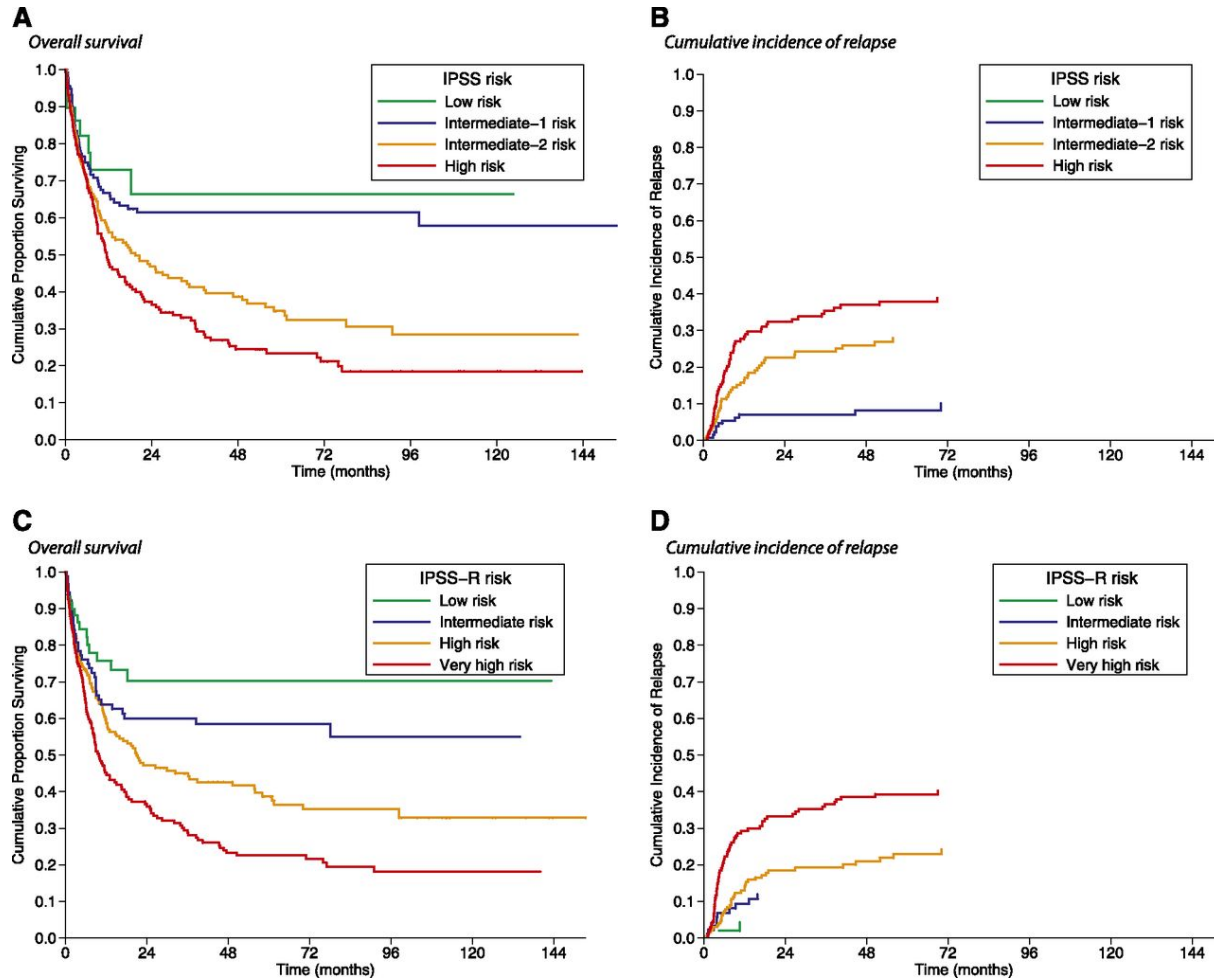 A
Overall survival
IPSS risk
Low risk
Intermediate-1 risk
Intermediate-2 risk
High risk
Cumulative Proportion Surviving
1.0
0.9
0.8
0.7
0.6
0.5
0.4
0.3
0.2
0.1
0.0
0 24 48 72 96 120 144
Time (months)
B
Cumulative incidence of relapse
IPSS risk
Low risk
Intermediate-1 risk
Intermediate-2 risk
High risk
Cumulative Incidence of Relapse
1.0
0.9
0.8
0.7
0.6
0.5
0.4
0.3
0.2
0.1
0.0
0 24 48 72 96 120 144
Time (months)
C
Overall survival
IPSS-R risk
Low risk
Intermediate risk
High risk
Very high risk
Cumulative Proportion Surviving
1.0
0.9
0.8
0.7
0.6
0.5
0.4
0.3
0.2
0.1
0.0
0 24 48 72 96 120 144
Time (months)
D
Cumulative incidence of relapse
IPSS-R risk
Low risk
Intermediate risk
High risk
Very high risk
Cumulative Incidence of Relapse
1.0
0.9
0.8
0.7
0.6
0.5
0.4
0.3
0.2
0.1
0.0
0 24 48 72 96 120 144
Time (months)